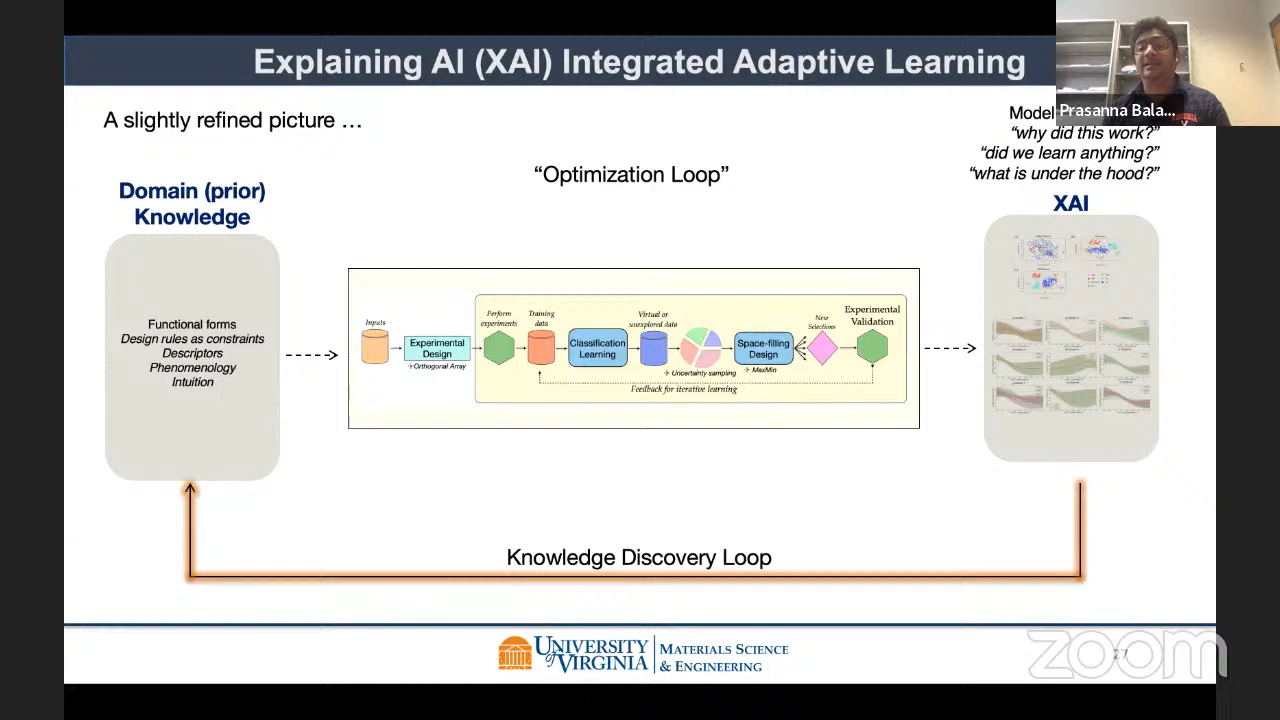 Explaining AI (XAI) Integrated Adaptive Learning
Prasanna Bala...
A slightly refined picture …
Model
“why did this work?”
“did we learn anything?”
“what is under the hood?”
“Optimization Loop”
Domain (prior)
Knowledge
XAI
Functional forms
Design rules as constraints
Descriptors
Phenomenology
Intuition
Inputs
Experimental
Design
✈Orthogonal Array
Perform
experiments
Training
data
Classification
Learning
Virtual or
unexplored data
✈ Uncertainty sampling
Space-filling
Design
✈ MaxMin
New
Selections
Experimental
Validation
Feedback for iterative learning
Knowledge Discovery Loop
UNIVERSITY
of VIRGINIA
MATERIALS SCIENCE
& ENGINEERING
27
zoom